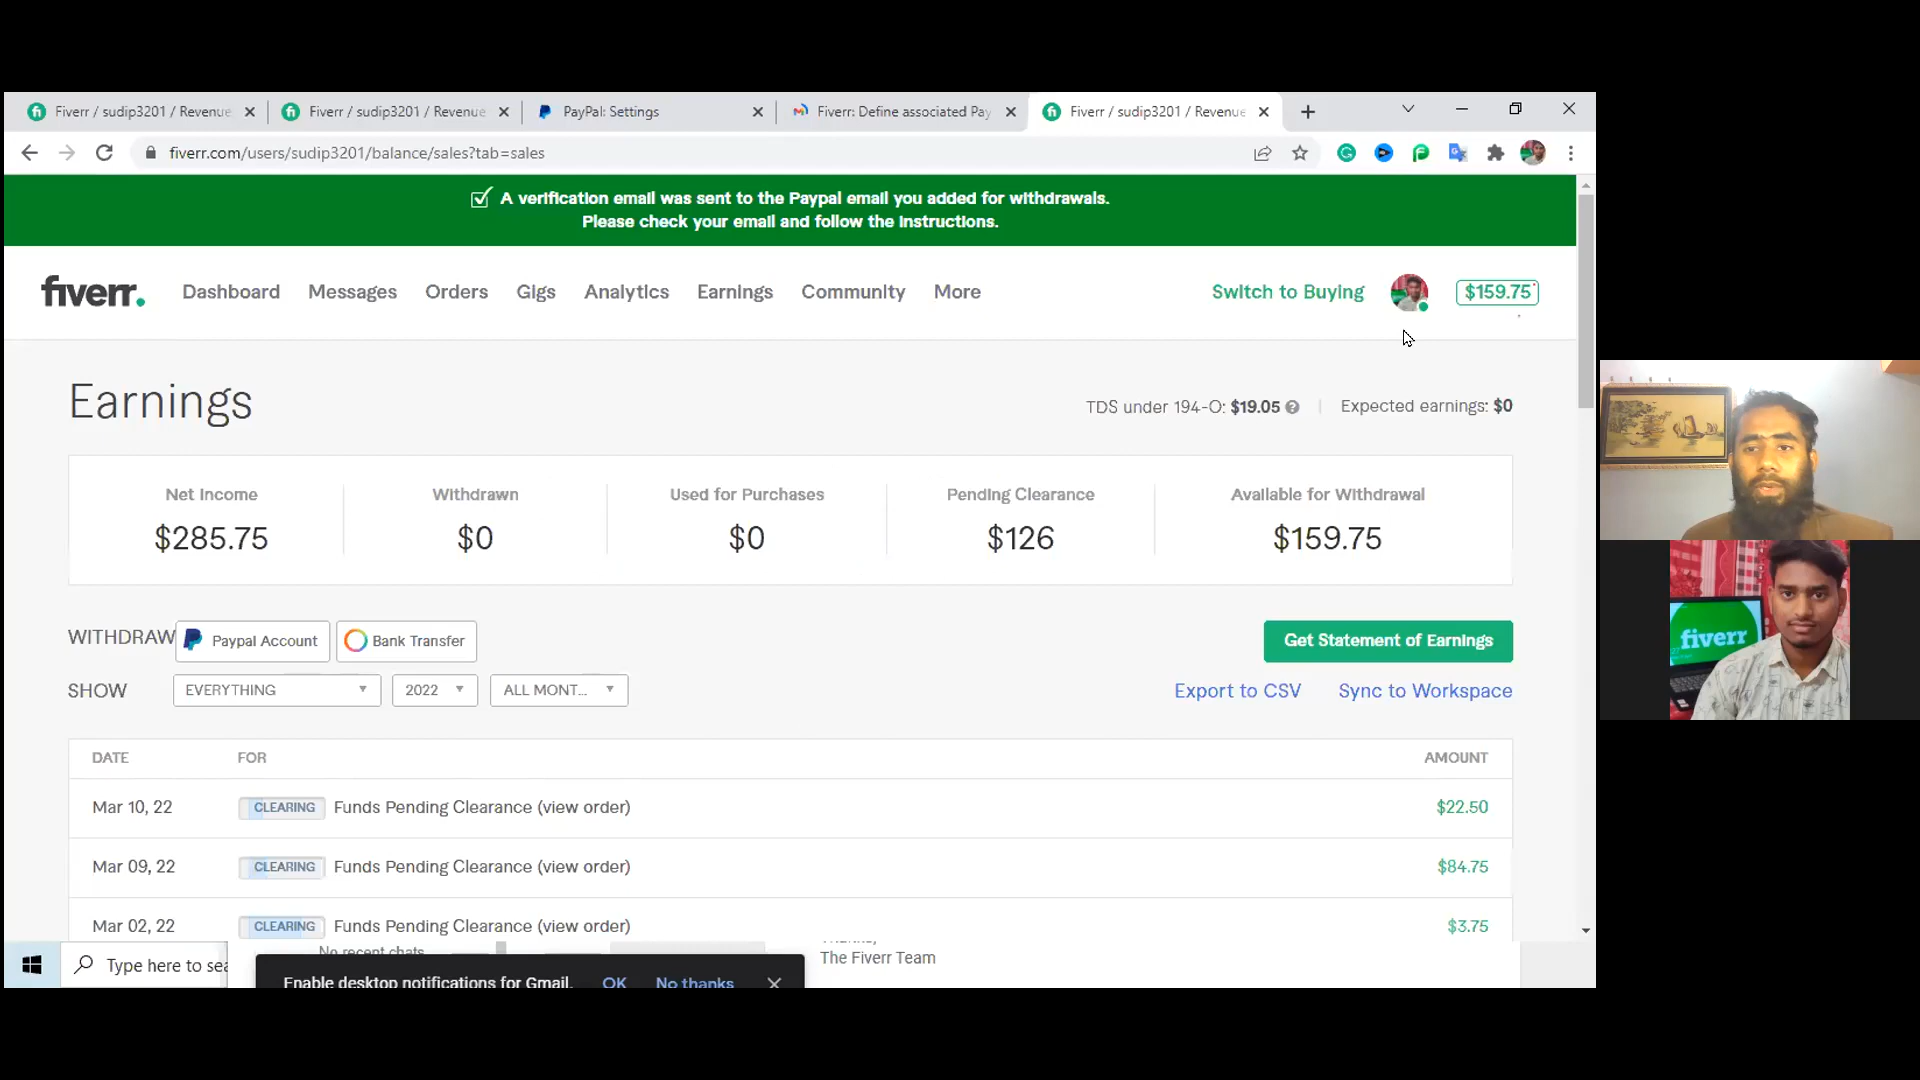 Fiverr / sudip3201 / Revenue
Fiverr / sudip3201 / Revenue
PayPal: Settings
Fiverr: Define associated Pay
Fiverr / sudip3201 / Revenue
fiverr.com/users/sudip3201/balance/sales?tab=sales
A verification email was sent to the Paypal email you added for withdrawals.
Please check your email and follow the instructions.
fiverr.
Dashboard
Messages
Orders
Gigs
Analytics
Earnings
Community
More
Switch to Buying
$159.75
Earnings
TDS under 194-O: $19.05
Expected earnings: $0
Net Income
Withdrawn
Used for Purchases
Pending Clearance
Available for Withdrawal
$285.75
$0
$0
$126
$159.75
WITHDRAW
Paypal Account
Bank Transfer
Get Statement of Earnings
SHOW
EVERYTHING
2022
ALL MONT...
Export to CSV
Sync to Workspace
DATE
FOR
AMOUNT
Mar 10, 22
CLEARING
Funds Pending Clearance (view order)
$22.50
Mar 09, 22
CLEARING
Funds Pending Clearance (view order)
$84.75
Mar 02, 22
CLEARING
Funds Pending Clearance (view order)
$3.75
No recent chats
The Fiverr Team
Type here to sea
Enable desktop notifications for Gmail.
OK
No thanks
fiverr